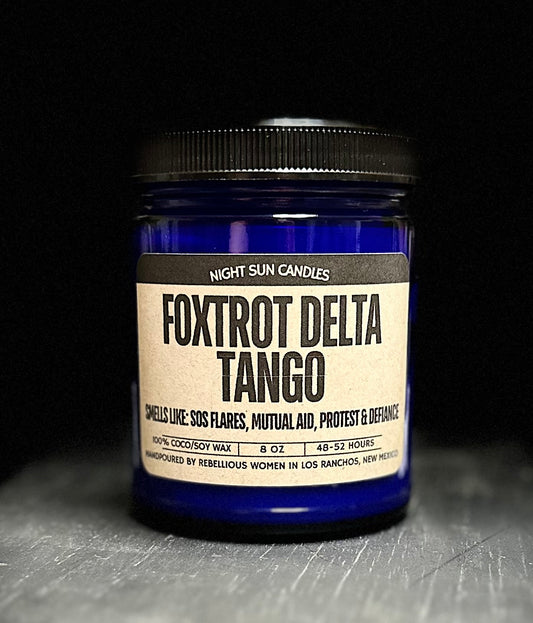 NIGHT SUN CANDLES
FOXTROT DELTA
TANGO
SMELLS LIKE: SOS FLARES, MUTUAL AID, PROTEST & DEFIANCE
100% COCO/SOY WAX 8 OZ 48-52 HOURS
HANDPOURED BY REBELLIOUS WOMEN IN LOS RANCHOS, NEW MEXICO